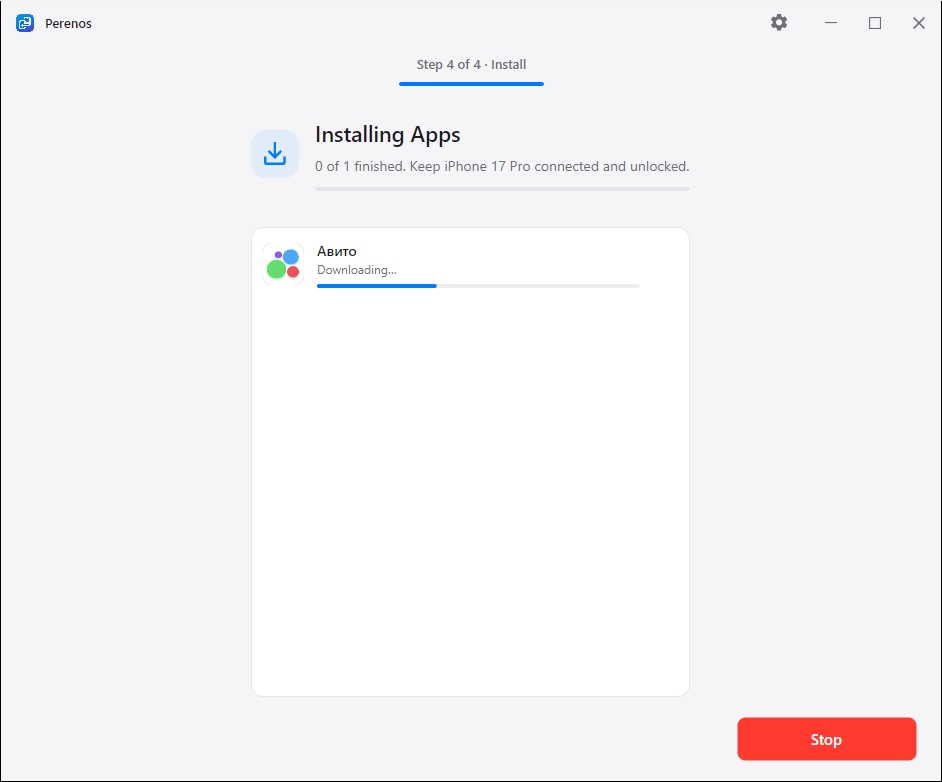 Perenos
Step 4 of 4 · Install
Installing Apps
0 of 1 finished. Keep iPhone 17 Pro connected and unlocked.
Авито
Downloading...
Stop